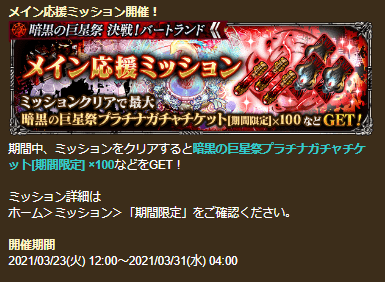 メイン応援ミッション開催！
暗黒の巨星祭 決戦！バートランド
メイン応援ミッション
ミッションクリアで最大
暗黒の巨星祭プラチナガチャチケット[期間限定]×100 など GET！
期間中、ミッションをクリアすると暗黒の巨星祭プラチナガチャチケ
ット[期間限定] ×100などをGET！
ミッション詳細は
ホーム＞ミッション＞「期間限定」をご確認ください。
開催期間
2021/03/23(火) 12:00～2021/03/31(水) 04:00